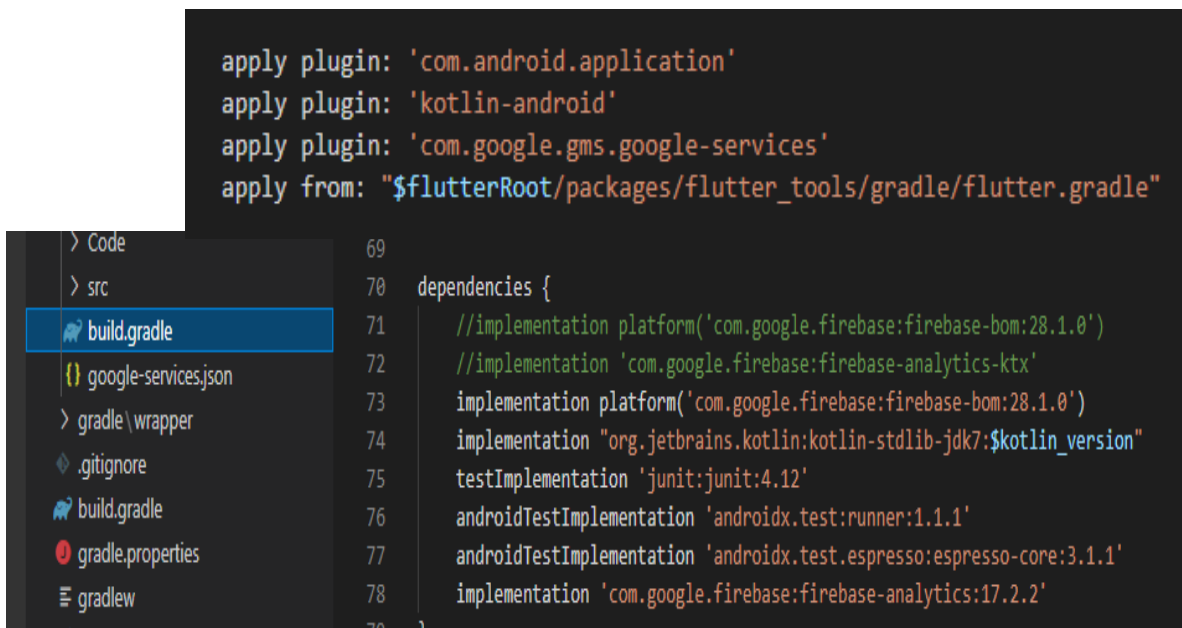 apply plugin: 'com.android.application'
apply plugin: 'kotlin-android'
apply plugin: 'com.google.gms.google-services'
apply from: "$flutterRoot/packages/flutter_tools/gradle/flutter.gradle"
> Code
> src
build.gradle
{} google-services.json
> gradle\wrapper
.gitignore
build.gradle
gradle.properties
gradlew
69
70 dependencies {
71 //implementation platform('com.google.firebase:firebase-bom:28.1.0')
72 //implementation 'com.google.firebase:firebase-analytics-ktx'
73 implementation platform('com.google.firebase:firebase-bom:28.1.0')
74 implementation "org.jetbrains.kotlin:kotlin-stdlib-jdk7:$kotlin_version"
75 testImplementation 'junit:junit:4.12'
76 androidTestImplementation 'androidx.test:runner:1.1.1'
77 androidTestImplementation 'androidx.test.espresso:espresso-core:3.1.1'
78 implementation 'com.google.firebase:firebase-analytics:17.2.2'